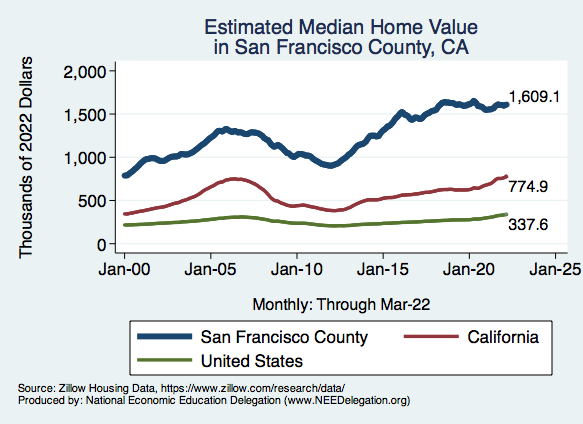 Estimated Median Home Value
in San Francisco County, CA
Thousands of 2022 Dollars
2,000
1,500
1,000
500
0
1,609.1
774.9
337.6
Jan-00 Jan-05 Jan-10 Jan-15 Jan-20 Jan-25
Monthly: Through Mar-22
San Francisco County California
United States
Source: Zillow Housing Data, https://www.zillow.com/research/data/
Produced by: National Economic Education Delegation (www.NEEDelegation.org)